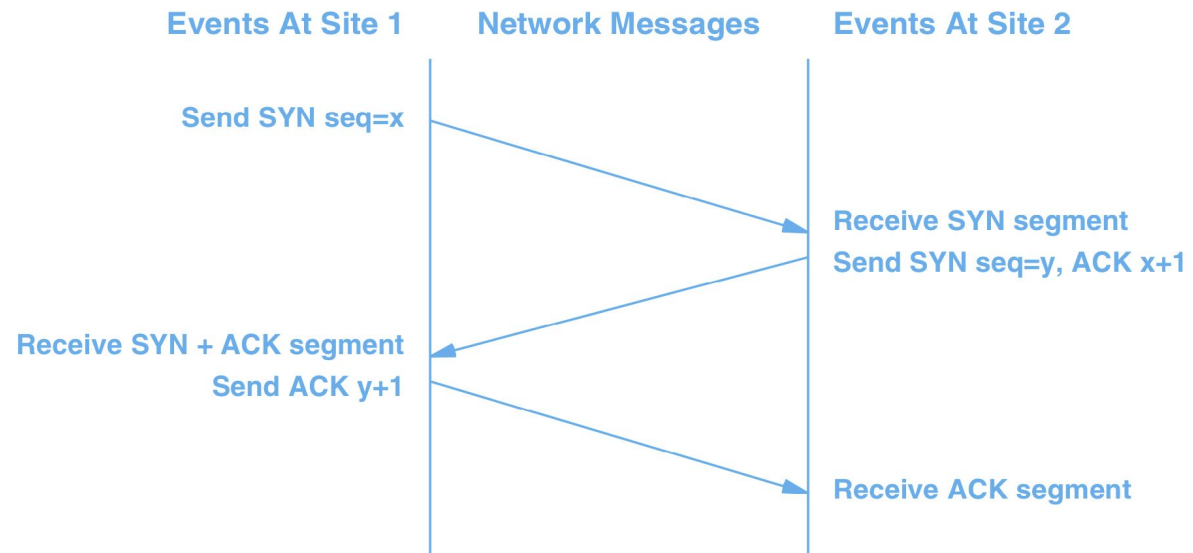 Events At Site 1
Network Messages
Events At Site 2
Send SYN seq=x
Receive SYN segment
Send SYN seq=y, ACK x+1
Receive SYN + ACK segment
Send ACK y+1
Receive ACK segment